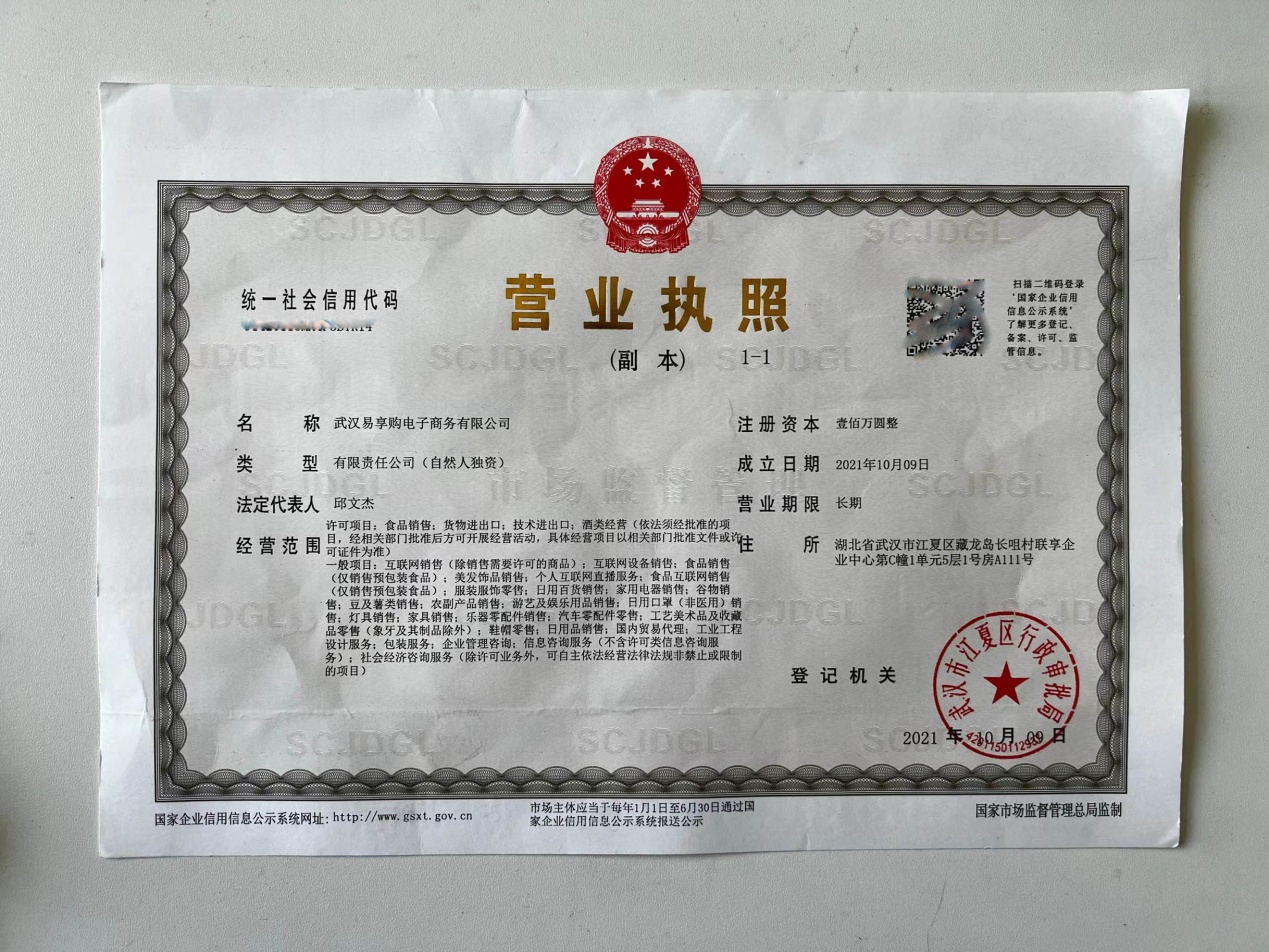 统一社会信用代码
营业执照
(副 本) 1-1
扫描二维码登录
'国家企业信用
信息公示系统'
了解更多登记、
备案、许可、监
管信息。
名 称 武汉易享购电子商务有限公司
类 型 有限责任公司（自然人独资）
法定代表人 邱文杰
经营范围
许可项目：食品销售；货物进出口；技术进出口；酒类经营（依法须经批准的项
目，经相关部门批准后方可开展经营活动，具体经营项目以相关部门批准文件或许
可证件为准）
一般项目：互联网销售（除销售需要许可的商品）；互联网设备销售；食品销售
（仅销售预包装食品）；美发饰品销售；个人互联网直播服务；食品互联网销售
（仅销售预包装食品）；服装服饰零售；日用百货销售；家用电器销售；谷物销
售；豆及薯类销售；农副产品销售；游艺及娱乐用品销售；日用口罩（非医用）销
售；灯具销售；家具销售；乐器零配件销售；汽车零配件零售；工艺美术品及收藏
品零售（象牙及其制品除外）；鞋帽零售；日用品销售；国内贸易代理；工业工程
设计服务；包装服务；企业管理咨询；信息咨询服务（不含许可类信息咨询服
务）；社会经济咨询服务（除许可业务外，可自主依法经营法律法规非禁止或限制
的项目）
注册资本 壹佰万圆整
成立日期 2021年10月09日
营业期限 长期
住 所 湖北省武汉市江夏区藏龙岛长咀村联享企
业中心第C幢1单元5层1号房A111号
登记机关
武汉市江夏区行政审批局
2021 年 10 月 09 日
国家企业信用信息公示系统网址：http://www.gsxt.gov.cn
市场主体应当于每年1月1日至6月30日通过国
家企业信用信息公示系统报送公示
国家市场监督管理总局监制
SCJDGL
市场监督管理